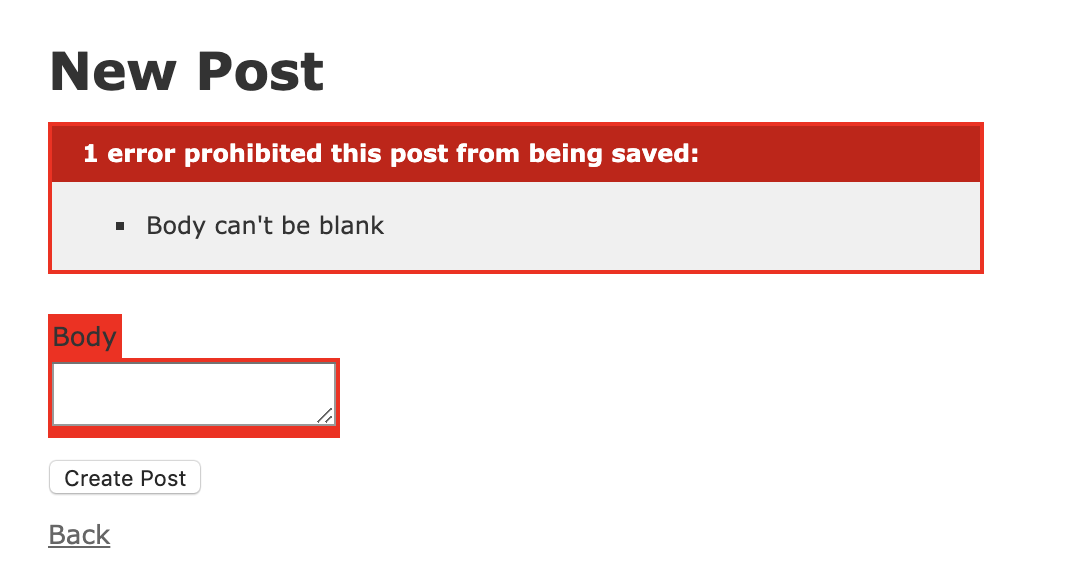 New Post
1 error prohibited this post from being saved:
Body can't be blank
Body
Create Post
Back